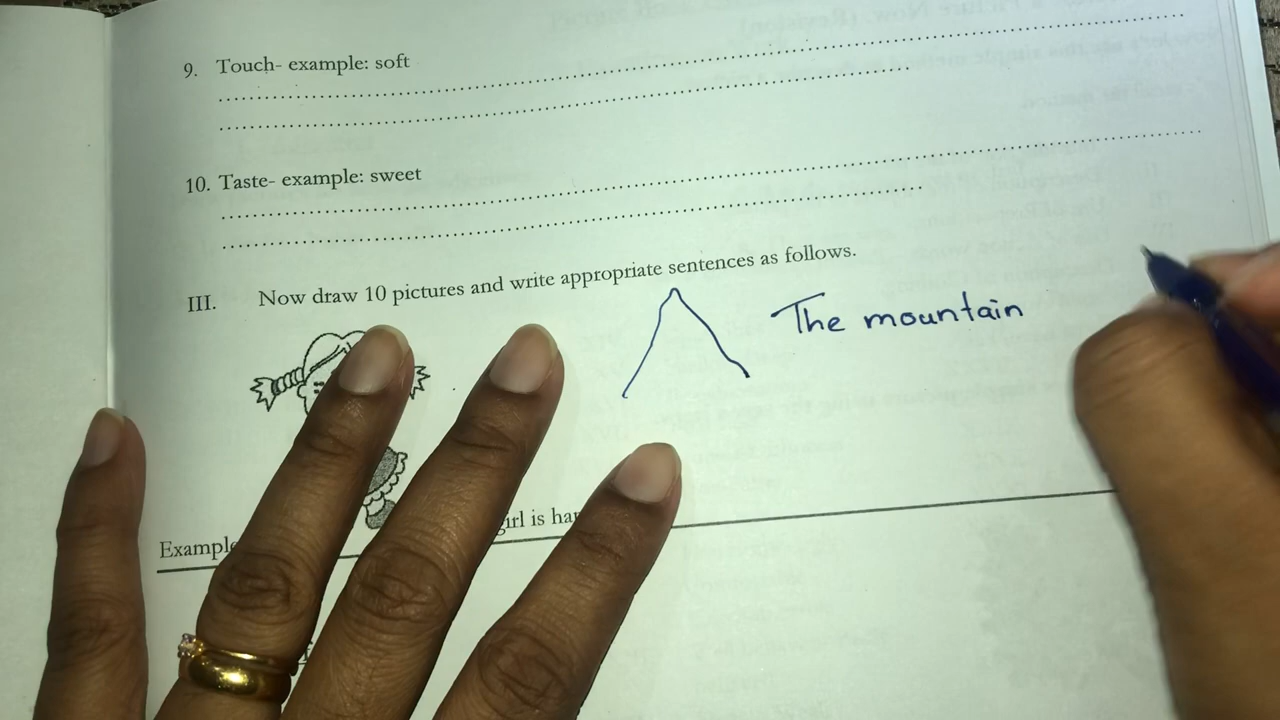 9. Touch- example: soft
10. Taste- example: sweet
III. Now draw 10 pictures and write appropriate sentences as follows.
The mountain
girl is